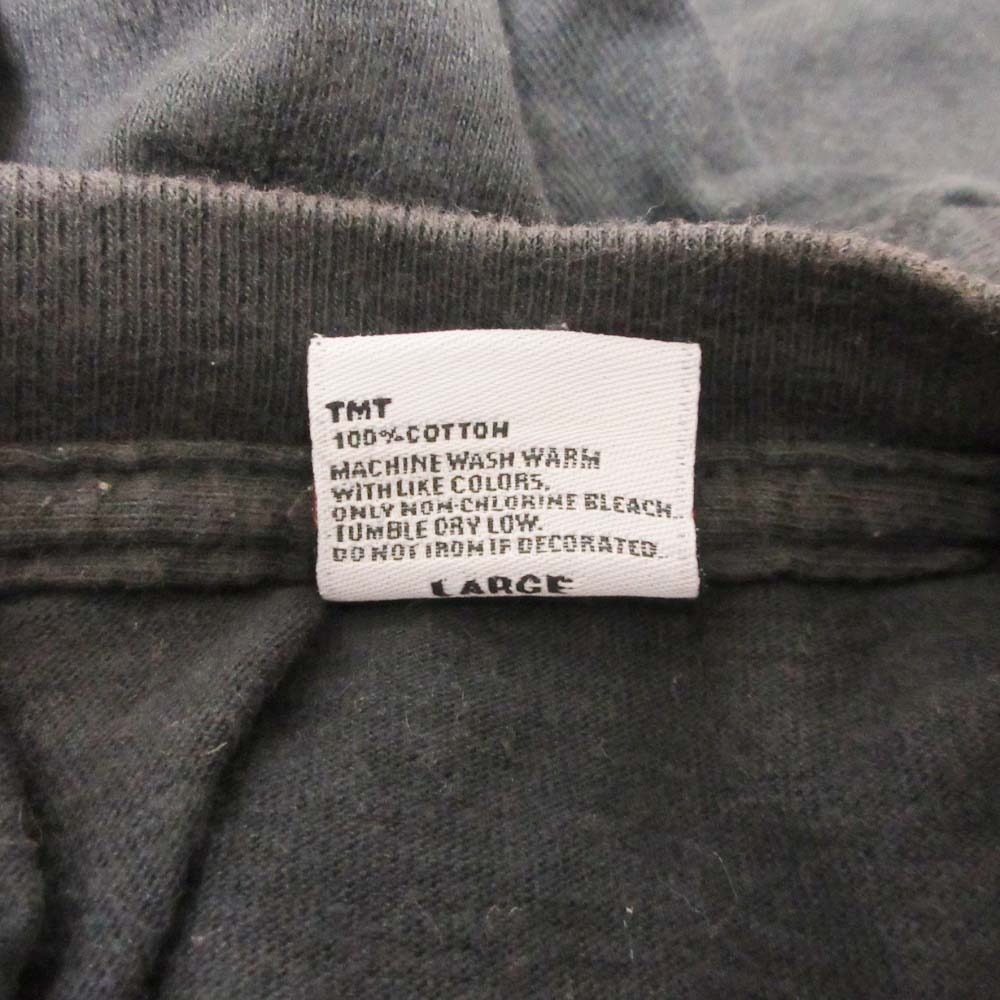 TMT
100% COTTON
MACHINE WASH WARM
WITH LIKE COLORS.
ONLY NON-CHLORINE BLEACH.
TUMBLE DRY LOW.
DO NOT IRON IF DECORATED.
LARGE